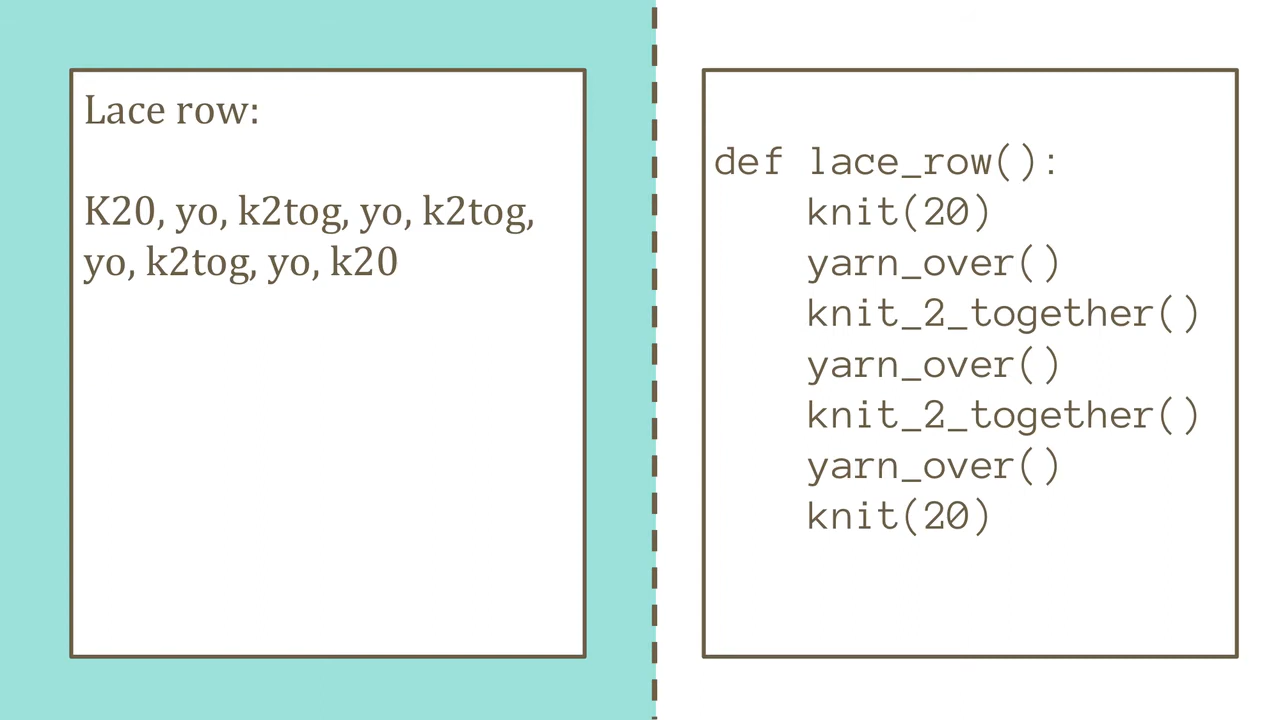 Lace row:
K20, yo, k2tog, yo, k2tog,
yo, k2tog, yo, k20
def lace_row():
    knit(20)
    yarn_over()
    knit_2_together()
    yarn_over()
    knit_2_together()
    yarn_over()
    knit(20)